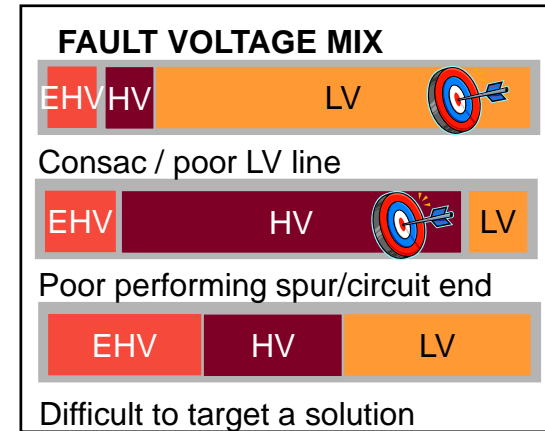 FAULT VOLTAGE MIX
EHV HV LV
Consac / poor LV line
EHV HV LV
Poor performing spur/circuit end
EHV HV LV
Difficult to target a solution